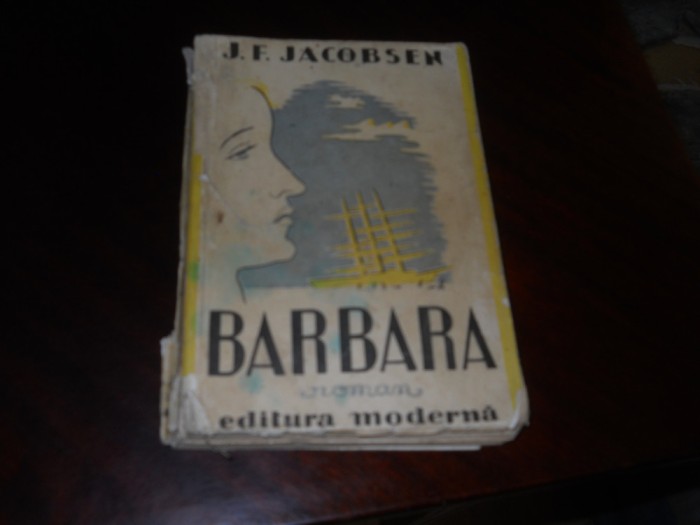 J. F. JACOBSEN
BARBARA
roman
editura modernă